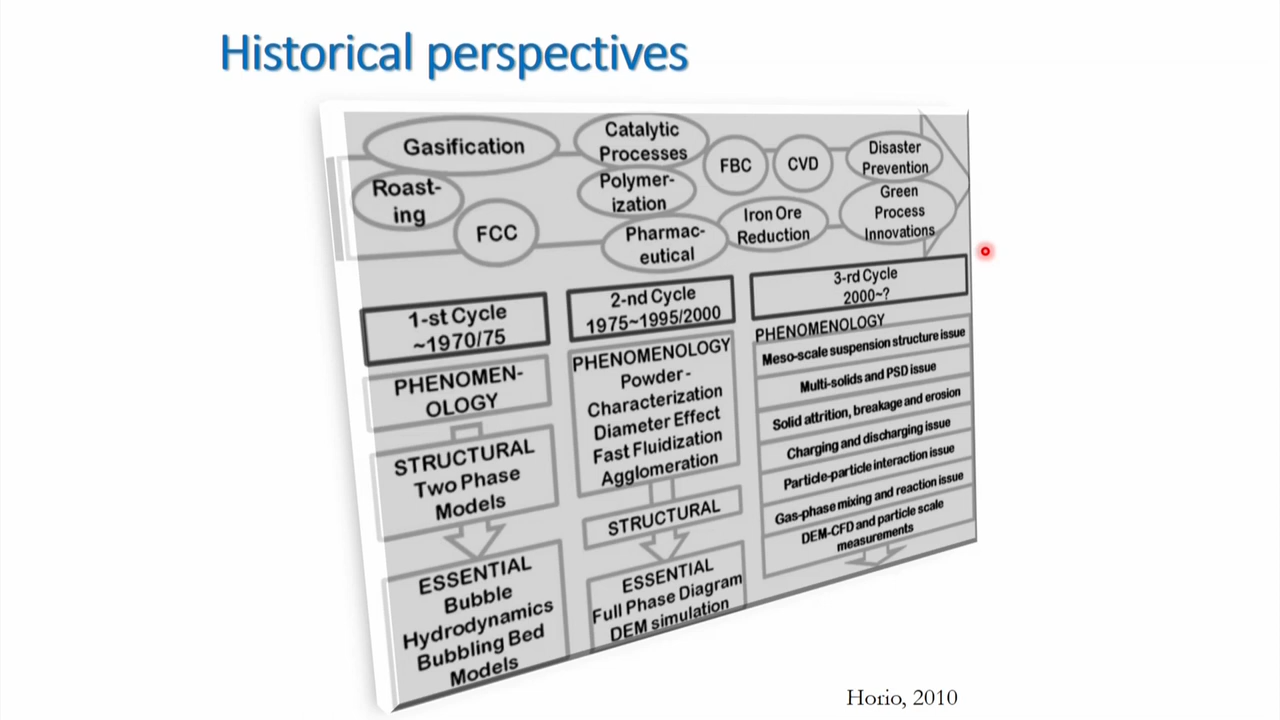 Historical perspectives
Gasification
Catalytic
Processes
FBC
CVD
Disaster
Prevention
Roast-
ing
FCC
Polymer-
ization
Pharmac-
eutical
Iron Ore
Reduction
Green
Process
Innovations
1-st Cycle
~1970/75
PHENOMEN-
OLOGY
STRUCTURAL
Two Phase
Models
ESSENTIAL
Bubble
Hydrodynamics
Bubbling Bed
Models
2-nd Cycle
1975~1995/2000
PHENOMENOLOGY
Powder-
Characterization
Diameter Effect
Fast Fluidization
Agglomeration
STRUCTURAL
ESSENTIAL
Full Phase Diagram
DEM simulation
3-rd Cycle
2000~?
PHENOMENOLOGY
Meso-scale suspension structure issue
Multi-solids and PSD issue
Solid attrition, breakage and erosion
Charging and discharging issue
Particle-particle interaction issue
Gas-phase mixing and reaction issue
DEM-CFD and particle scale
measurements
Horio, 2010